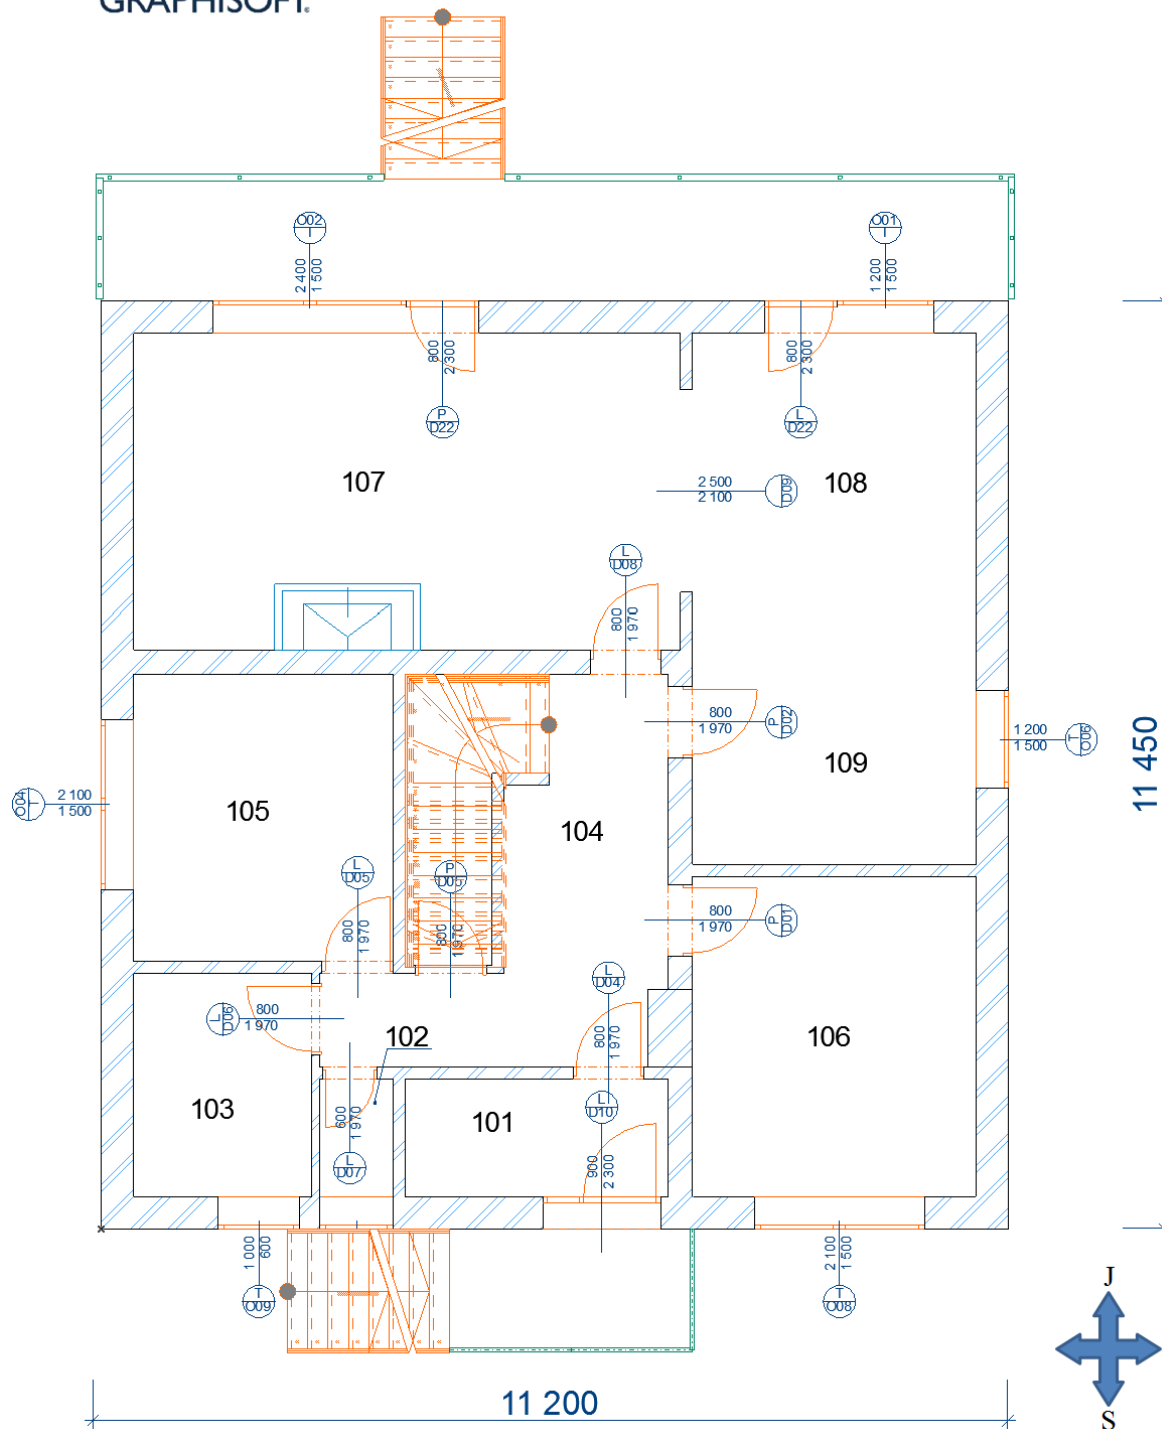 GRAPHISOFT.
O02
I
2 400
1 500
O01
I
1 200
1 500
800
2 300
P
D22
800
2 300
L
D22
107
2 500
2 100
D09
108
L
D08
800
1 970
800
1 970
P
D02
1 200
1 500
T
O06
11 450
109
O04
T
2 100
1 500
105
104
L
D05
P
D05
800
1 970
800
1 970
800
1 970
P
D01
L
D04
L
D06
800
1 970
800
1 970
102
106
103
600
1 970
101
L
D10
L
D07
900
2 300
1 000
600
T
O09
2 100
1 500
T
O08
J
S
11 200